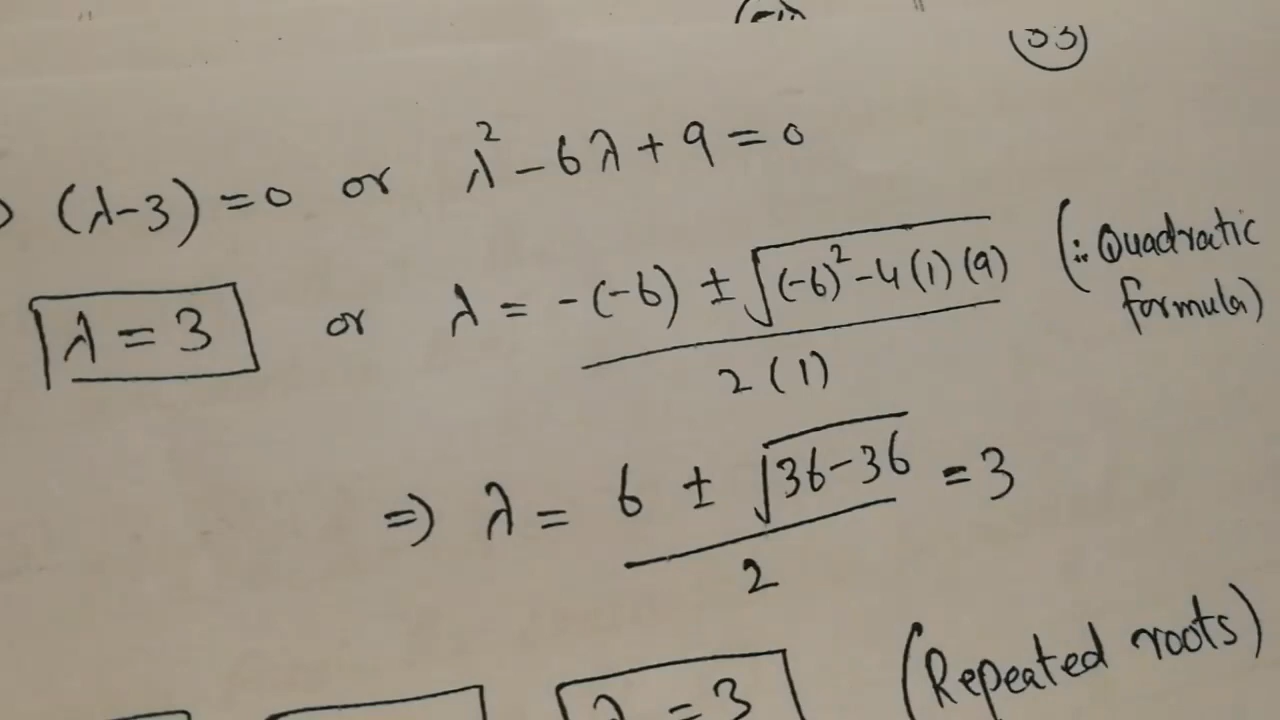 03
(λ-3) = 0 or λ² - 6λ + 9 = 0
λ = 3 or λ = -(-6) ± √(-6)² - 4(1)(9) (∵ Quadratic
2(1) formula)
⇒ λ = 6 ± √36-36 = 3
2
λ = 3 (Repeated roots)